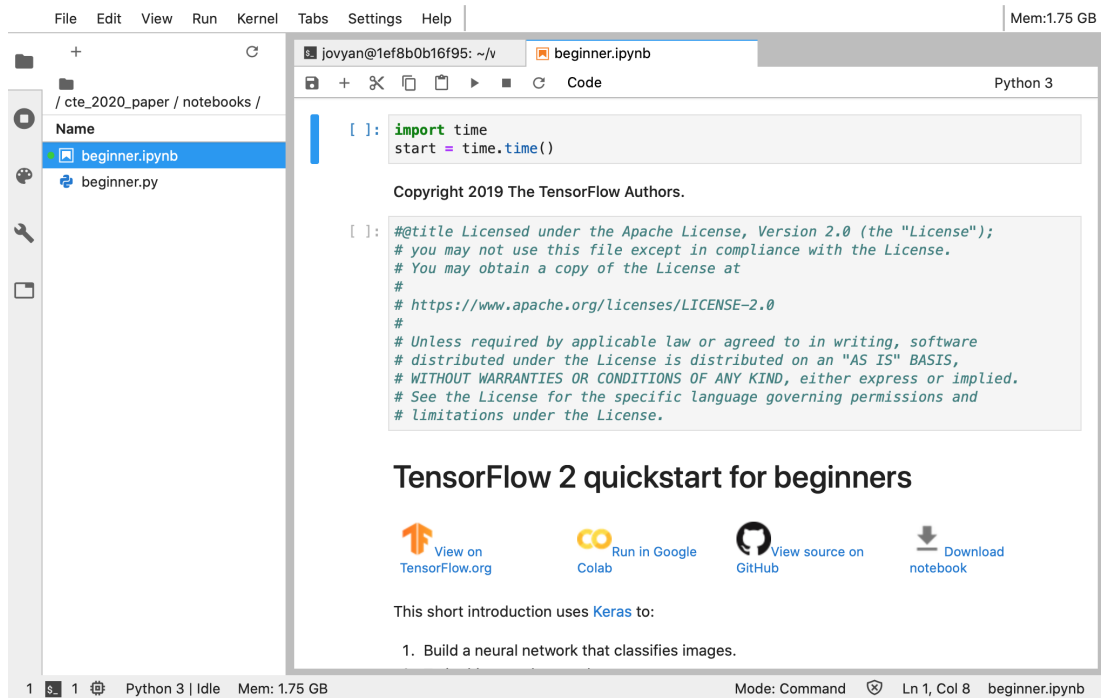 File Edit View Run Kernel Tabs Settings Help
Mem:1.75 GB
/ cte_2020_paper / notebooks /
Name
beginner.ipynb
beginner.py
jovyan@1ef8b0b16f95: ~/
beginner.ipynb
Code
Python 3
[ ]: import time
start = time.time()
Copyright 2019 The TensorFlow Authors.
[ ]: #@title Licensed under the Apache License, Version 2.0 (the "License");
# you may not use this file except in compliance with the License.
# You may obtain a copy of the License at
#
# https://www.apache.org/licenses/LICENSE-2.0
#
# Unless required by applicable law or agreed to in writing, software
# distributed under the License is distributed on an "AS IS" BASIS,
# WITHOUT WARRANTIES OR CONDITIONS OF ANY KIND, either express or implied.
# See the License for the specific language governing permissions and
# limitations under the License.
TensorFlow 2 quickstart for beginners
View on
TensorFlow.org
Run in Google
Colab
View source on
GitHub
Download
notebook
This short introduction uses Keras to:
1. Build a neural network that classifies images.
1 1 Python 3 | Idle Mem: 1.75 GB
Mode: Command Ln 1, Col 8 beginner.ipynb